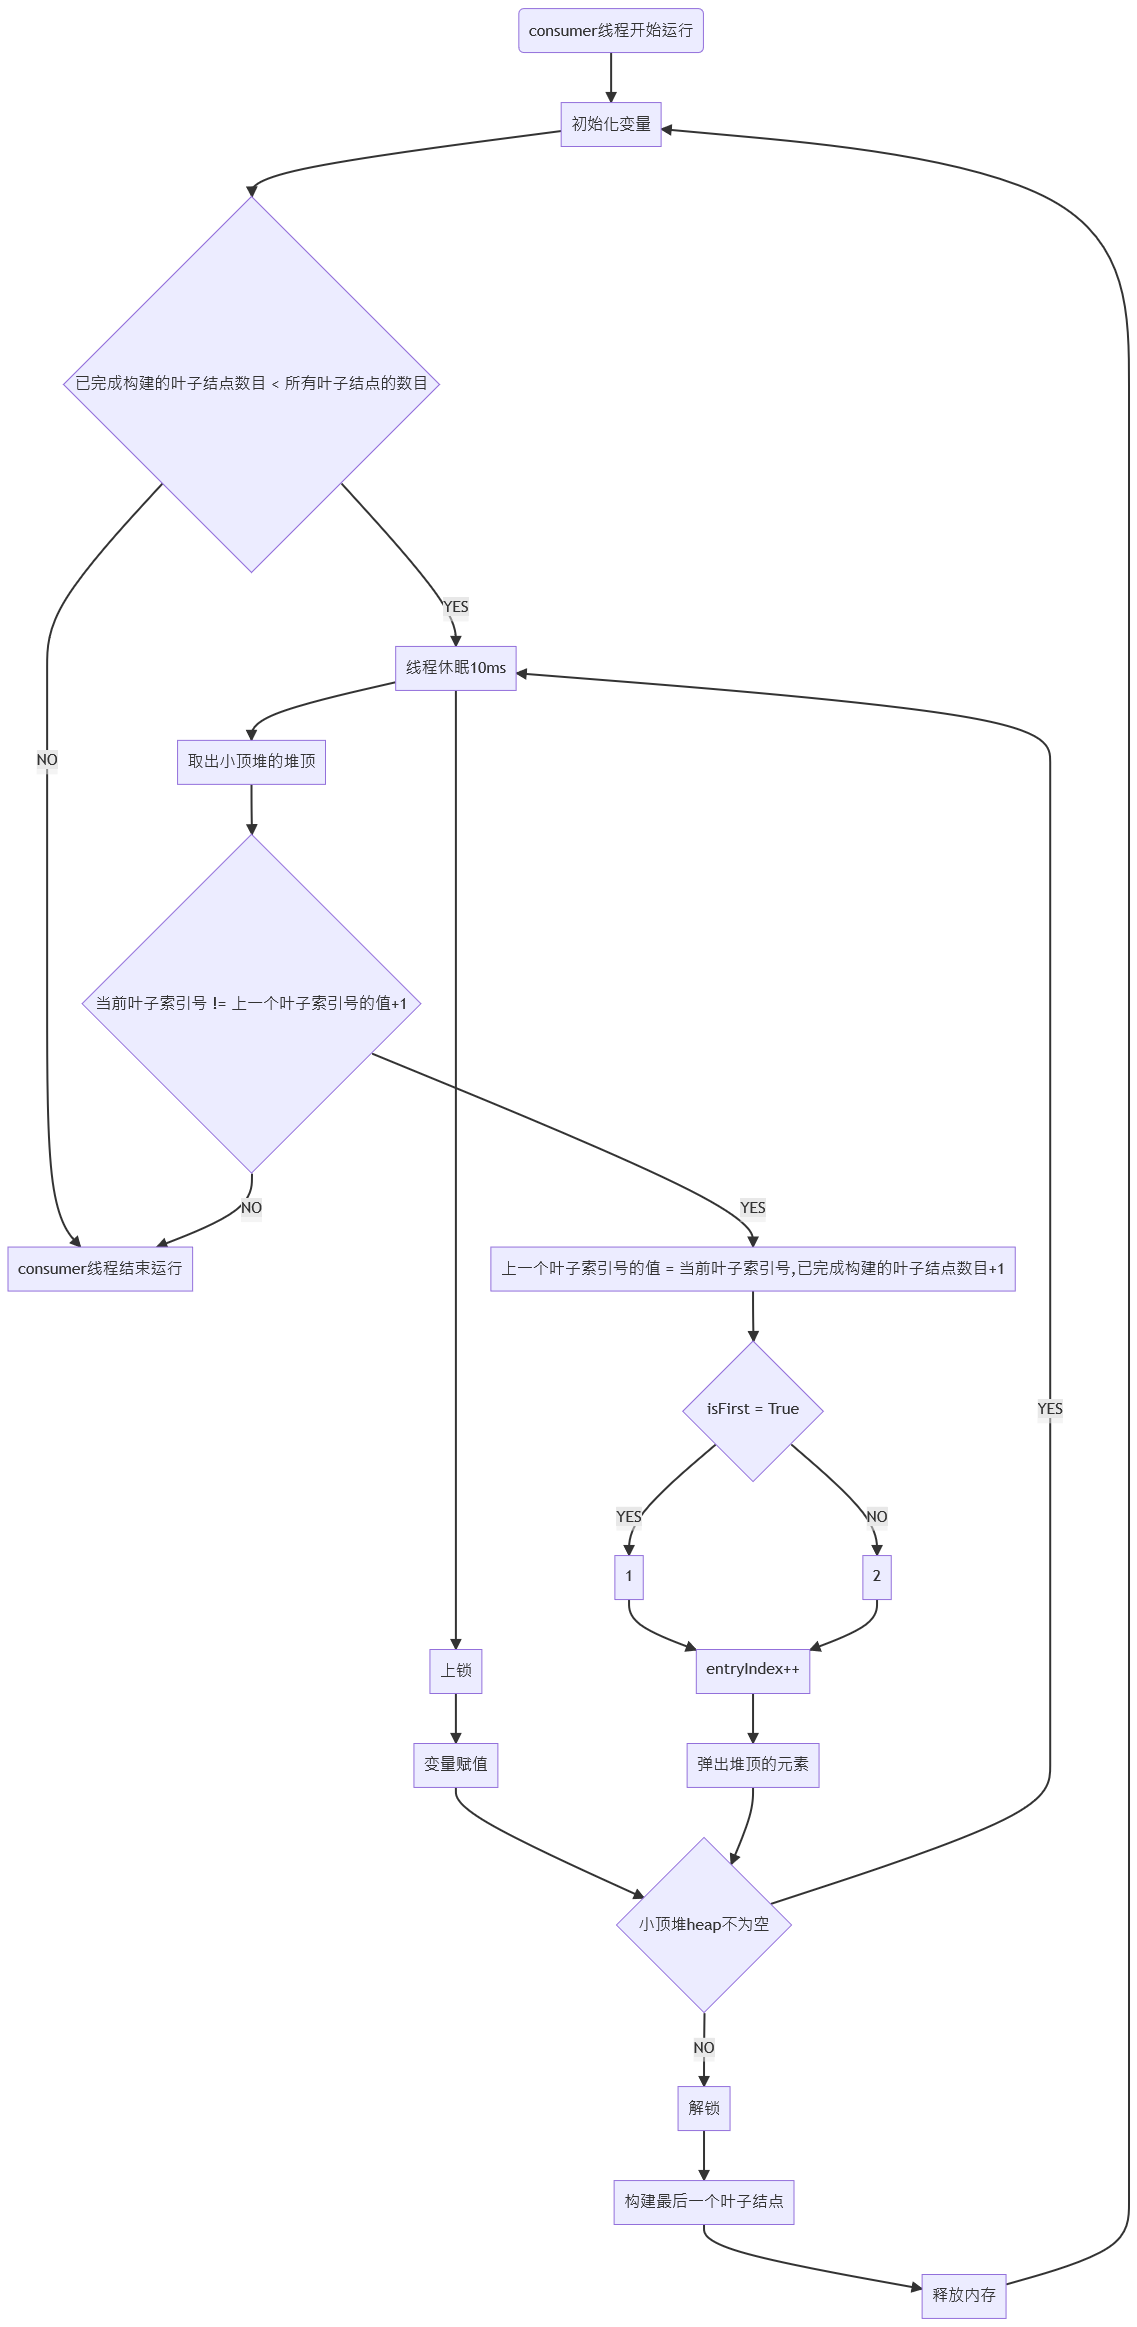 consumer线程开始运行
初始化变量
已完成构建的叶子结点数目 < 所有叶子结点的数目
YES
线程休眠10ms
NO
取出小顶堆的堆顶
当前叶子索引号 != 上一个叶子索引号的值+1
NO
YES
consumer线程结束运行
上一个叶子索引号的值 = 当前叶子索引号,已完成构建的叶子结点数目+1
isFirst = True
YES
YES
NO
1
2
上锁
entryIndex++
变量赋值
弹出堆顶的元素
小顶堆heap不为空
NO
解锁
构建最后一个叶子结点
释放内存